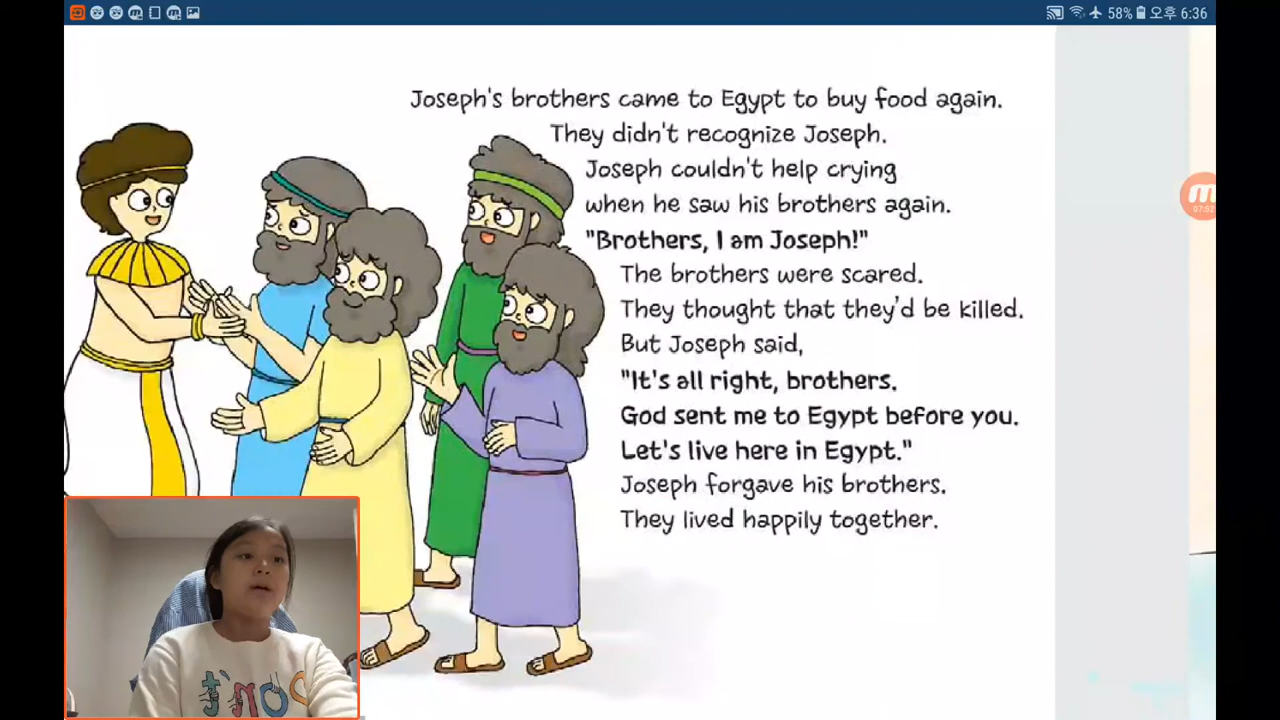 58% 오후 6:36
Joseph's brothers came to Egypt to buy food again.
They didn't recognize Joseph.
Joseph couldn't help crying
when he saw his brothers again.
"Brothers, I am Joseph!"
The brothers were scared.
They thought that they'd be killed.
But Joseph said,
"It's all right, brothers.
God sent me to Egypt before you.
Let's live here in Egypt."
Joseph forgave his brothers.
They lived happily together.
07:52
Don't